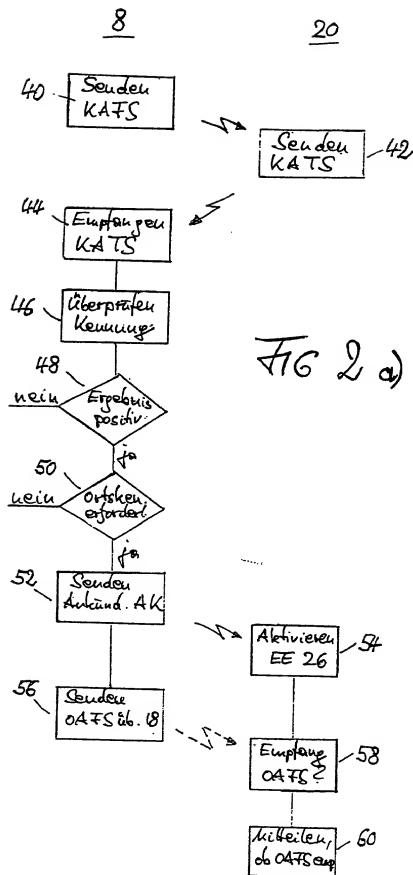 8
20
40
Senden
KAFS
Senden
KATS
42
44
Empfangen
KATS
46
Überprüfen
Kennung
FIG 2 a)
48
nein
Ergebnis
positiv
ja
50
nein
Ortsken.
erforderl.
ja
52
Senden
Ankünd. AK
Aktivieren
EE 26
54
56
Senden
OAFS üb. 18
Empfang
OAFS?
58
Mitteilen,
ob OAFS emp
60